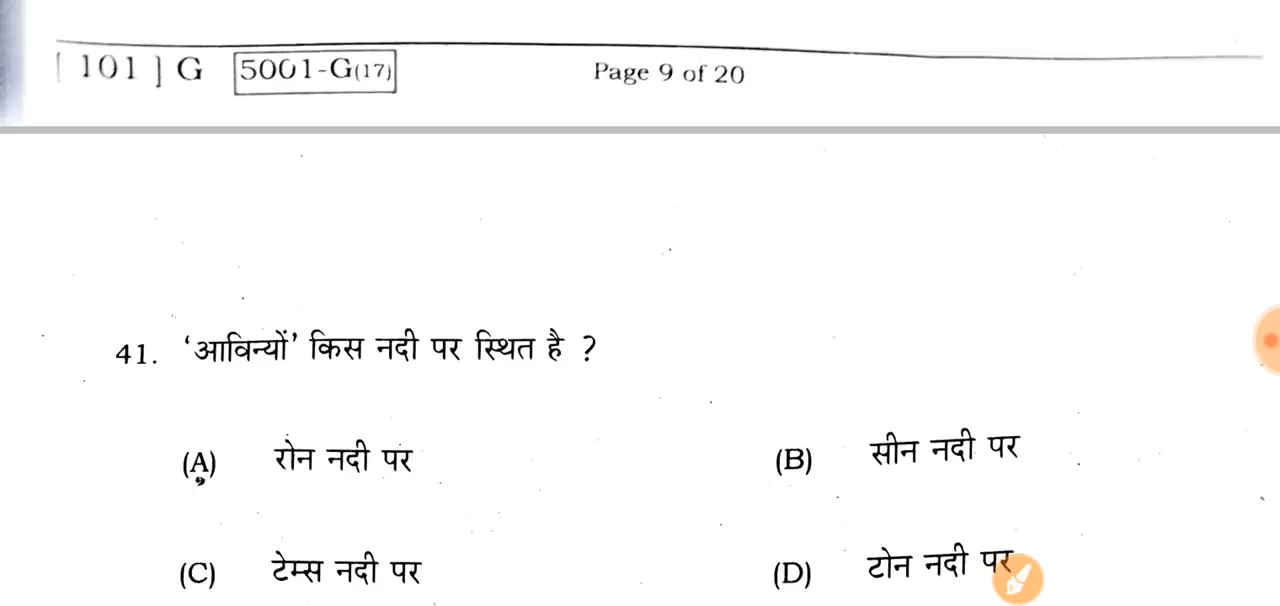 [ 101 ] G 5001-G(17) Page 9 of 20
41. ‘आविन्यों’ किस नदी पर स्थित है ?
(A) रोन नदी पर (B) सीन नदी पर
(C) टेम्स नदी पर (D) टोन नदी पर